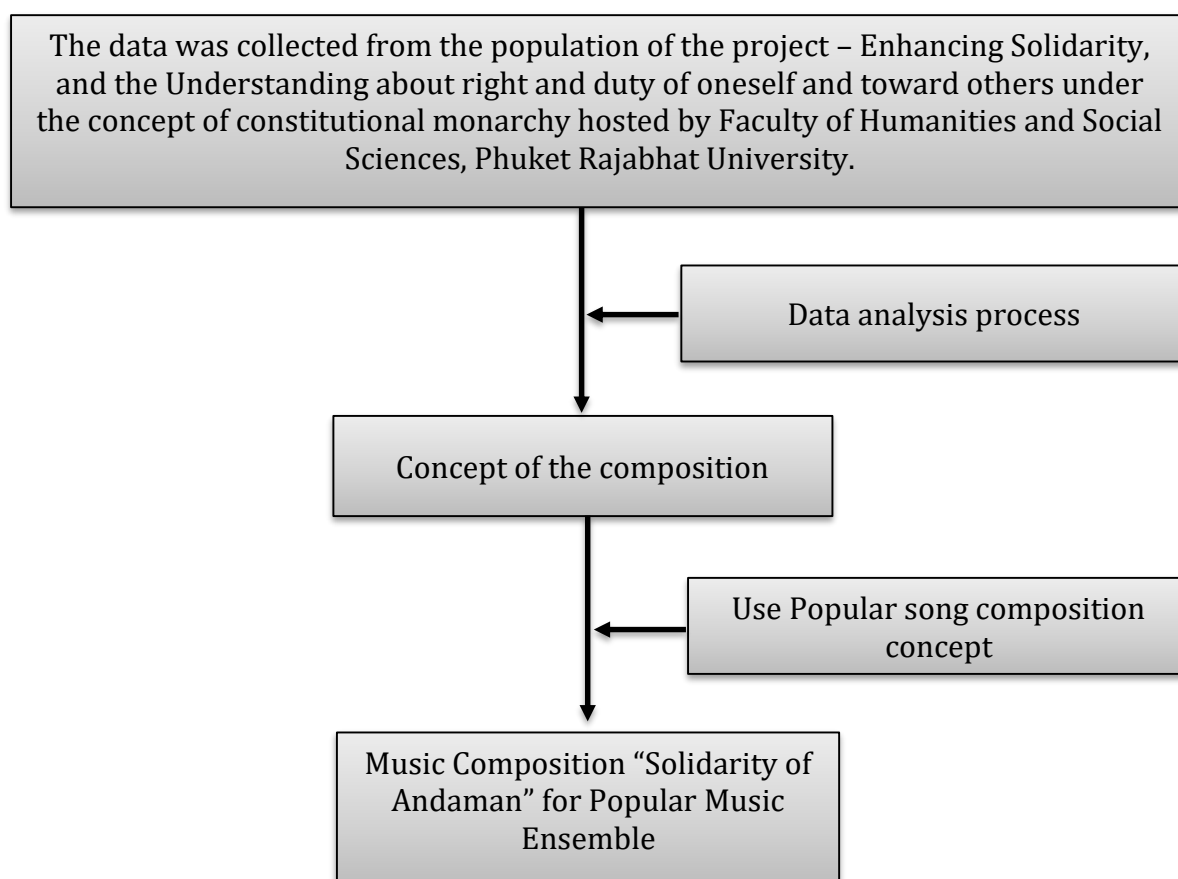 The data was collected from the population of the project – Enhancing Solidarity,
and the Understanding about right and duty of oneself and toward others under
the concept of constitutional monarchy hosted by Faculty of Humanities and Social
Sciences, Phuket Rajabhat University.
Data analysis process
Concept of the composition
Use Popular song composition
concept
Music Composition “Solidarity of
Andaman” for Popular Music
Ensemble